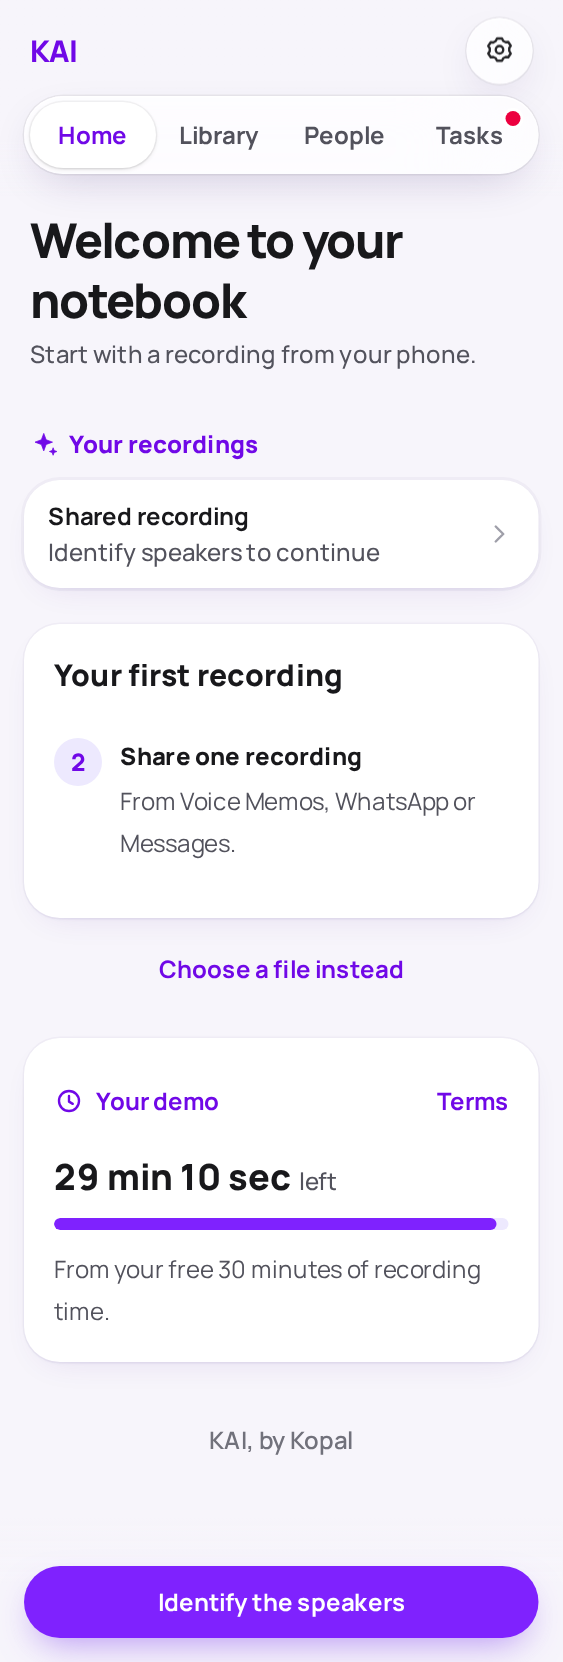 KAI
Home Library People Tasks
Welcome to your
notebook
Start with a recording from your phone.
Your recordings
Shared recording
Identify speakers to continue
Your first recording
2 Share one recording
From Voice Memos, WhatsApp or
Messages.
Choose a file instead
Your demo Terms
29 min 10 sec left
From your free 30 minutes of recording
time.
KAI, by Kopal
Identify the speakers